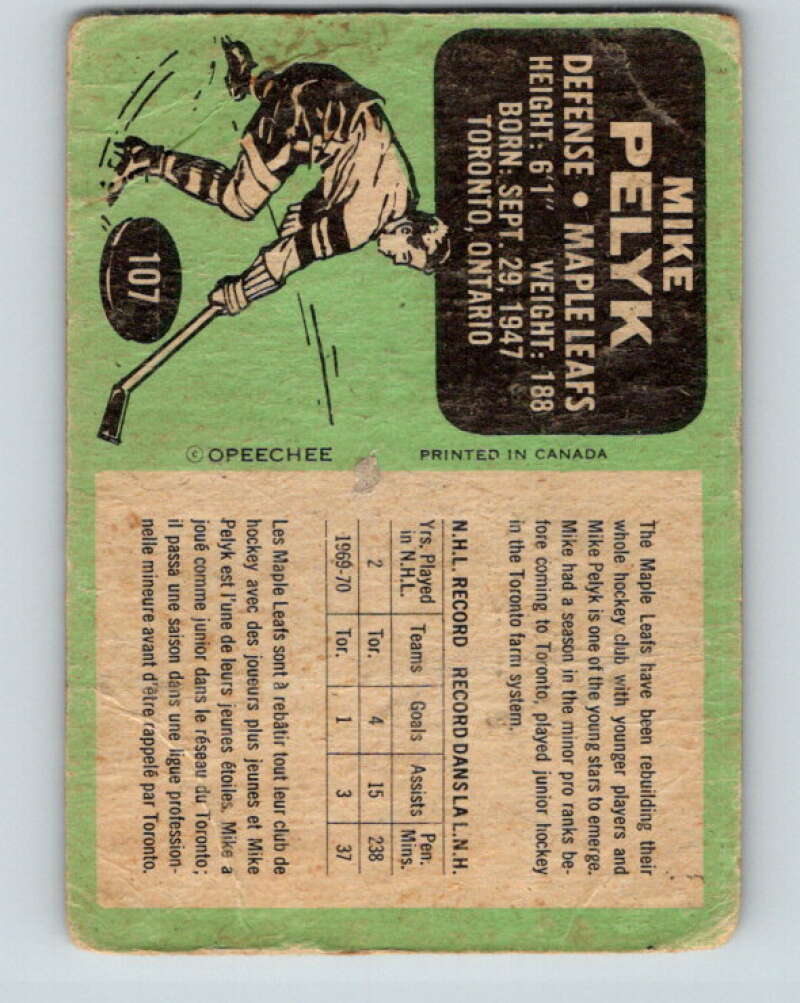 MIKE
PELYK
DEFENSE • MAPLE LEAFS
HEIGHT: 6'1" WEIGHT: 188
BORN: SEPT. 29, 1947
TORONTO, ONTARIO
107
© OPEECHEE PRINTED IN CANADA
The Maple Leafs have been rebuilding their
whole hockey club with younger players and
Mike Pelyk is one of the young stars to emerge.
Mike had a season in the minor pro ranks be-
fore coming to Toronto, played junior hockey
in the Toronto farm system.
N.H.L. RECORD RECORD DANS LA L.N.H.
Yrs. Played in N.H.L. Teams Goals Assists Pen. Mins.
2 Tor. 4 15 238
1969-70 Tor. 1 3 37
Les Maple Leafs sont à rebâtir tout leur club de
hockey avec des joueurs plus jeunes et Mike
Pelyk est l'une de leurs jeunes étoiles. Mike a
joué comme junior dans le réseau du Toronto;
il passa une saison dans une ligue profession-
nelle mineure avant d'être rappelé par Toronto.